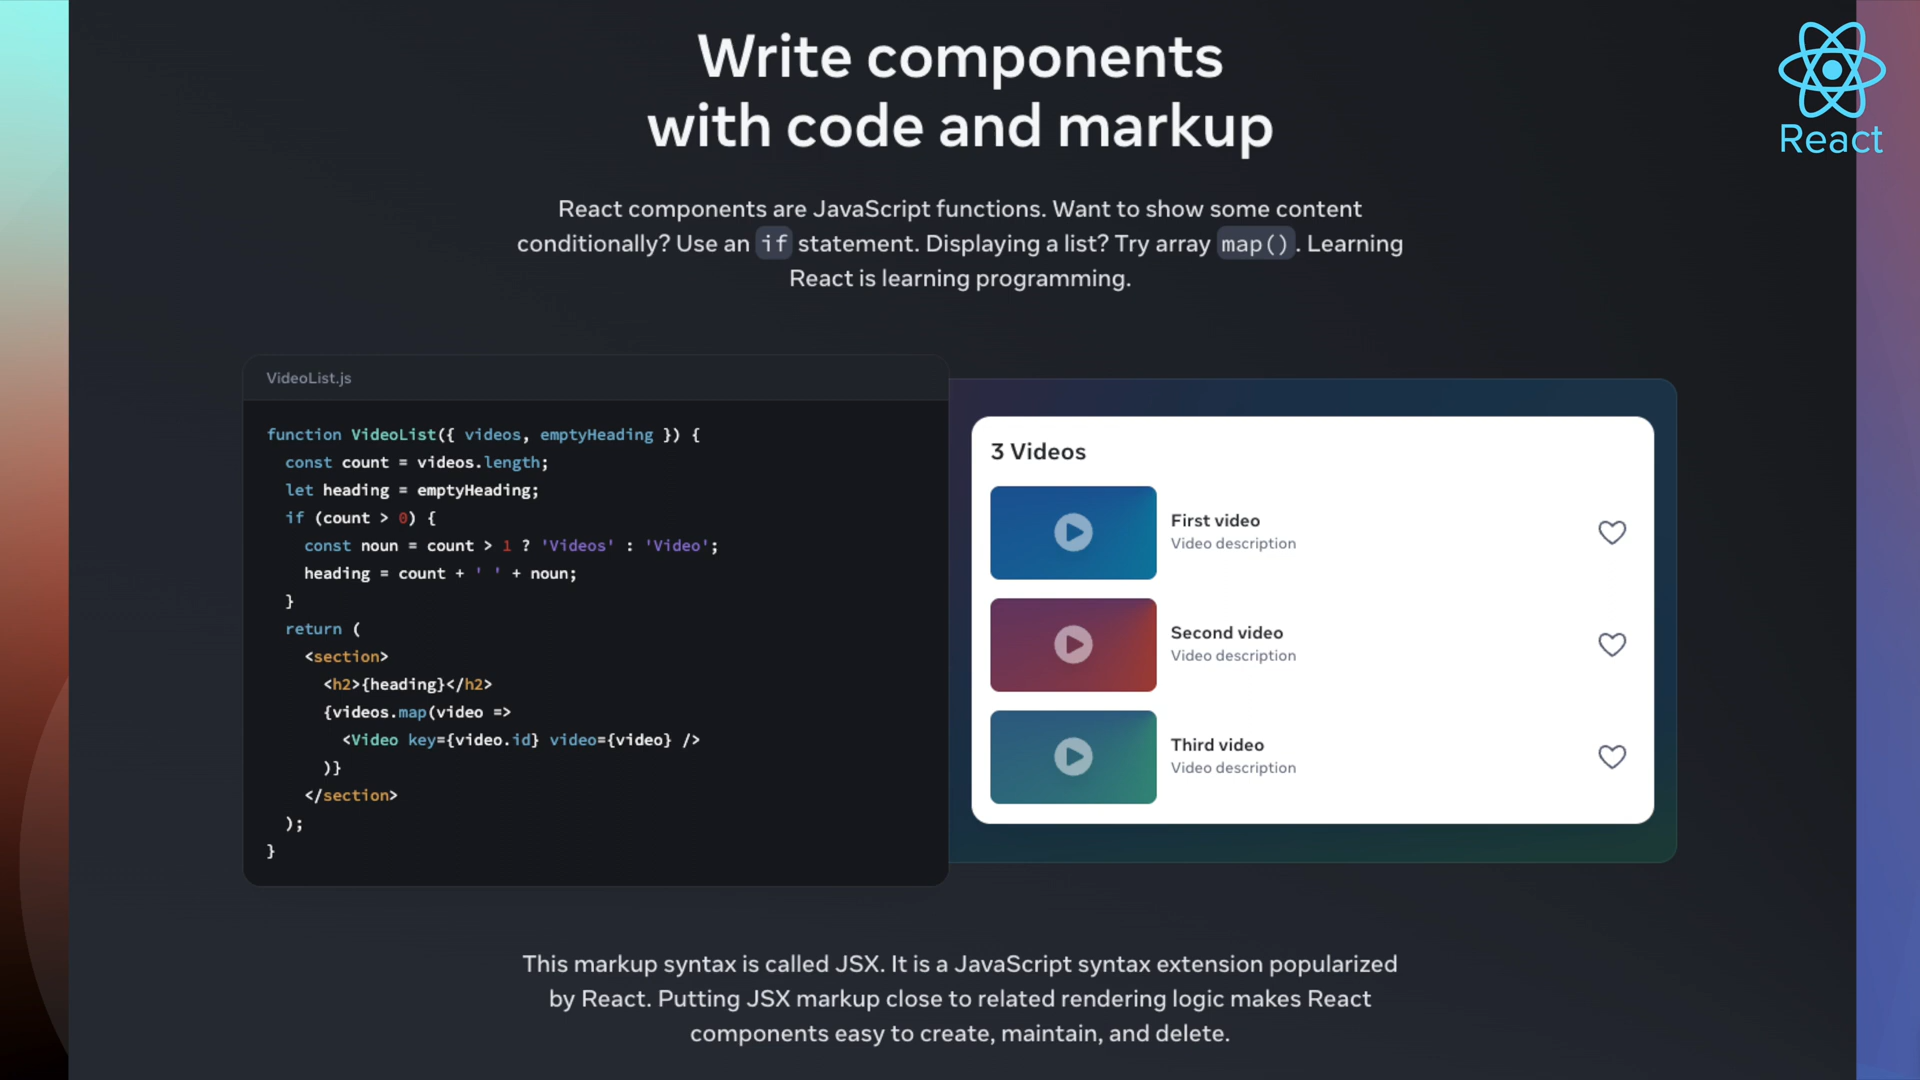 Write components
with code and markup
React
React components are JavaScript functions. Want to show some content
conditionally? Use an if statement. Displaying a list? Try array map(). Learning
React is learning programming.
VideoList.js
function VideoList({ videos, emptyHeading }) {
  const count = videos.length;
  let heading = emptyHeading;
  if (count > 0) {
    const noun = count > 1 ? 'Videos' : 'Video';
    heading = count + ' ' + noun;
  }
  return (
    <section>
      <h2>{heading}</h2>
      {videos.map(video =>
        <Video key={video.id} video={video} />
      )}
    </section>
  );
}
3 Videos
First video
Video description
Second video
Video description
Third video
Video description
This markup syntax is called JSX. It is a JavaScript syntax extension popularized
by React. Putting JSX markup close to related rendering logic makes React
components easy to create, maintain, and delete.